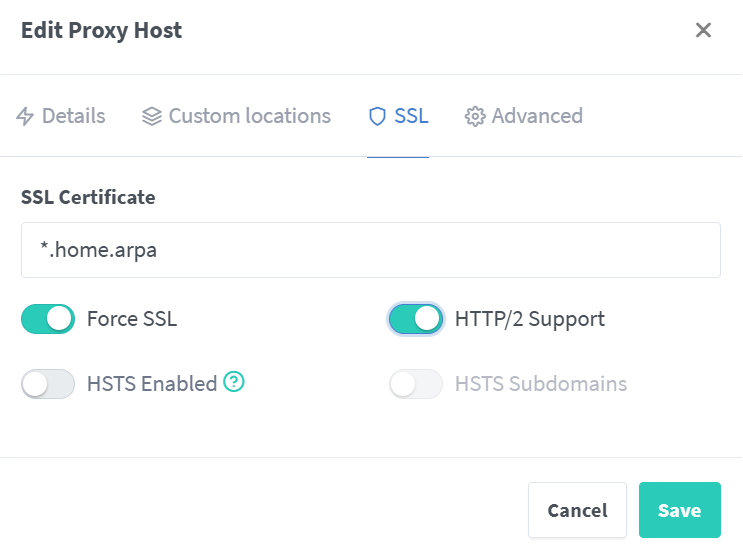 Edit Proxy Host
Details Custom locations SSL Advanced
SSL Certificate
*.home.arpa
Force SSL HTTP/2 Support
HSTS Enabled ? HSTS Subdomains
Cancel Save